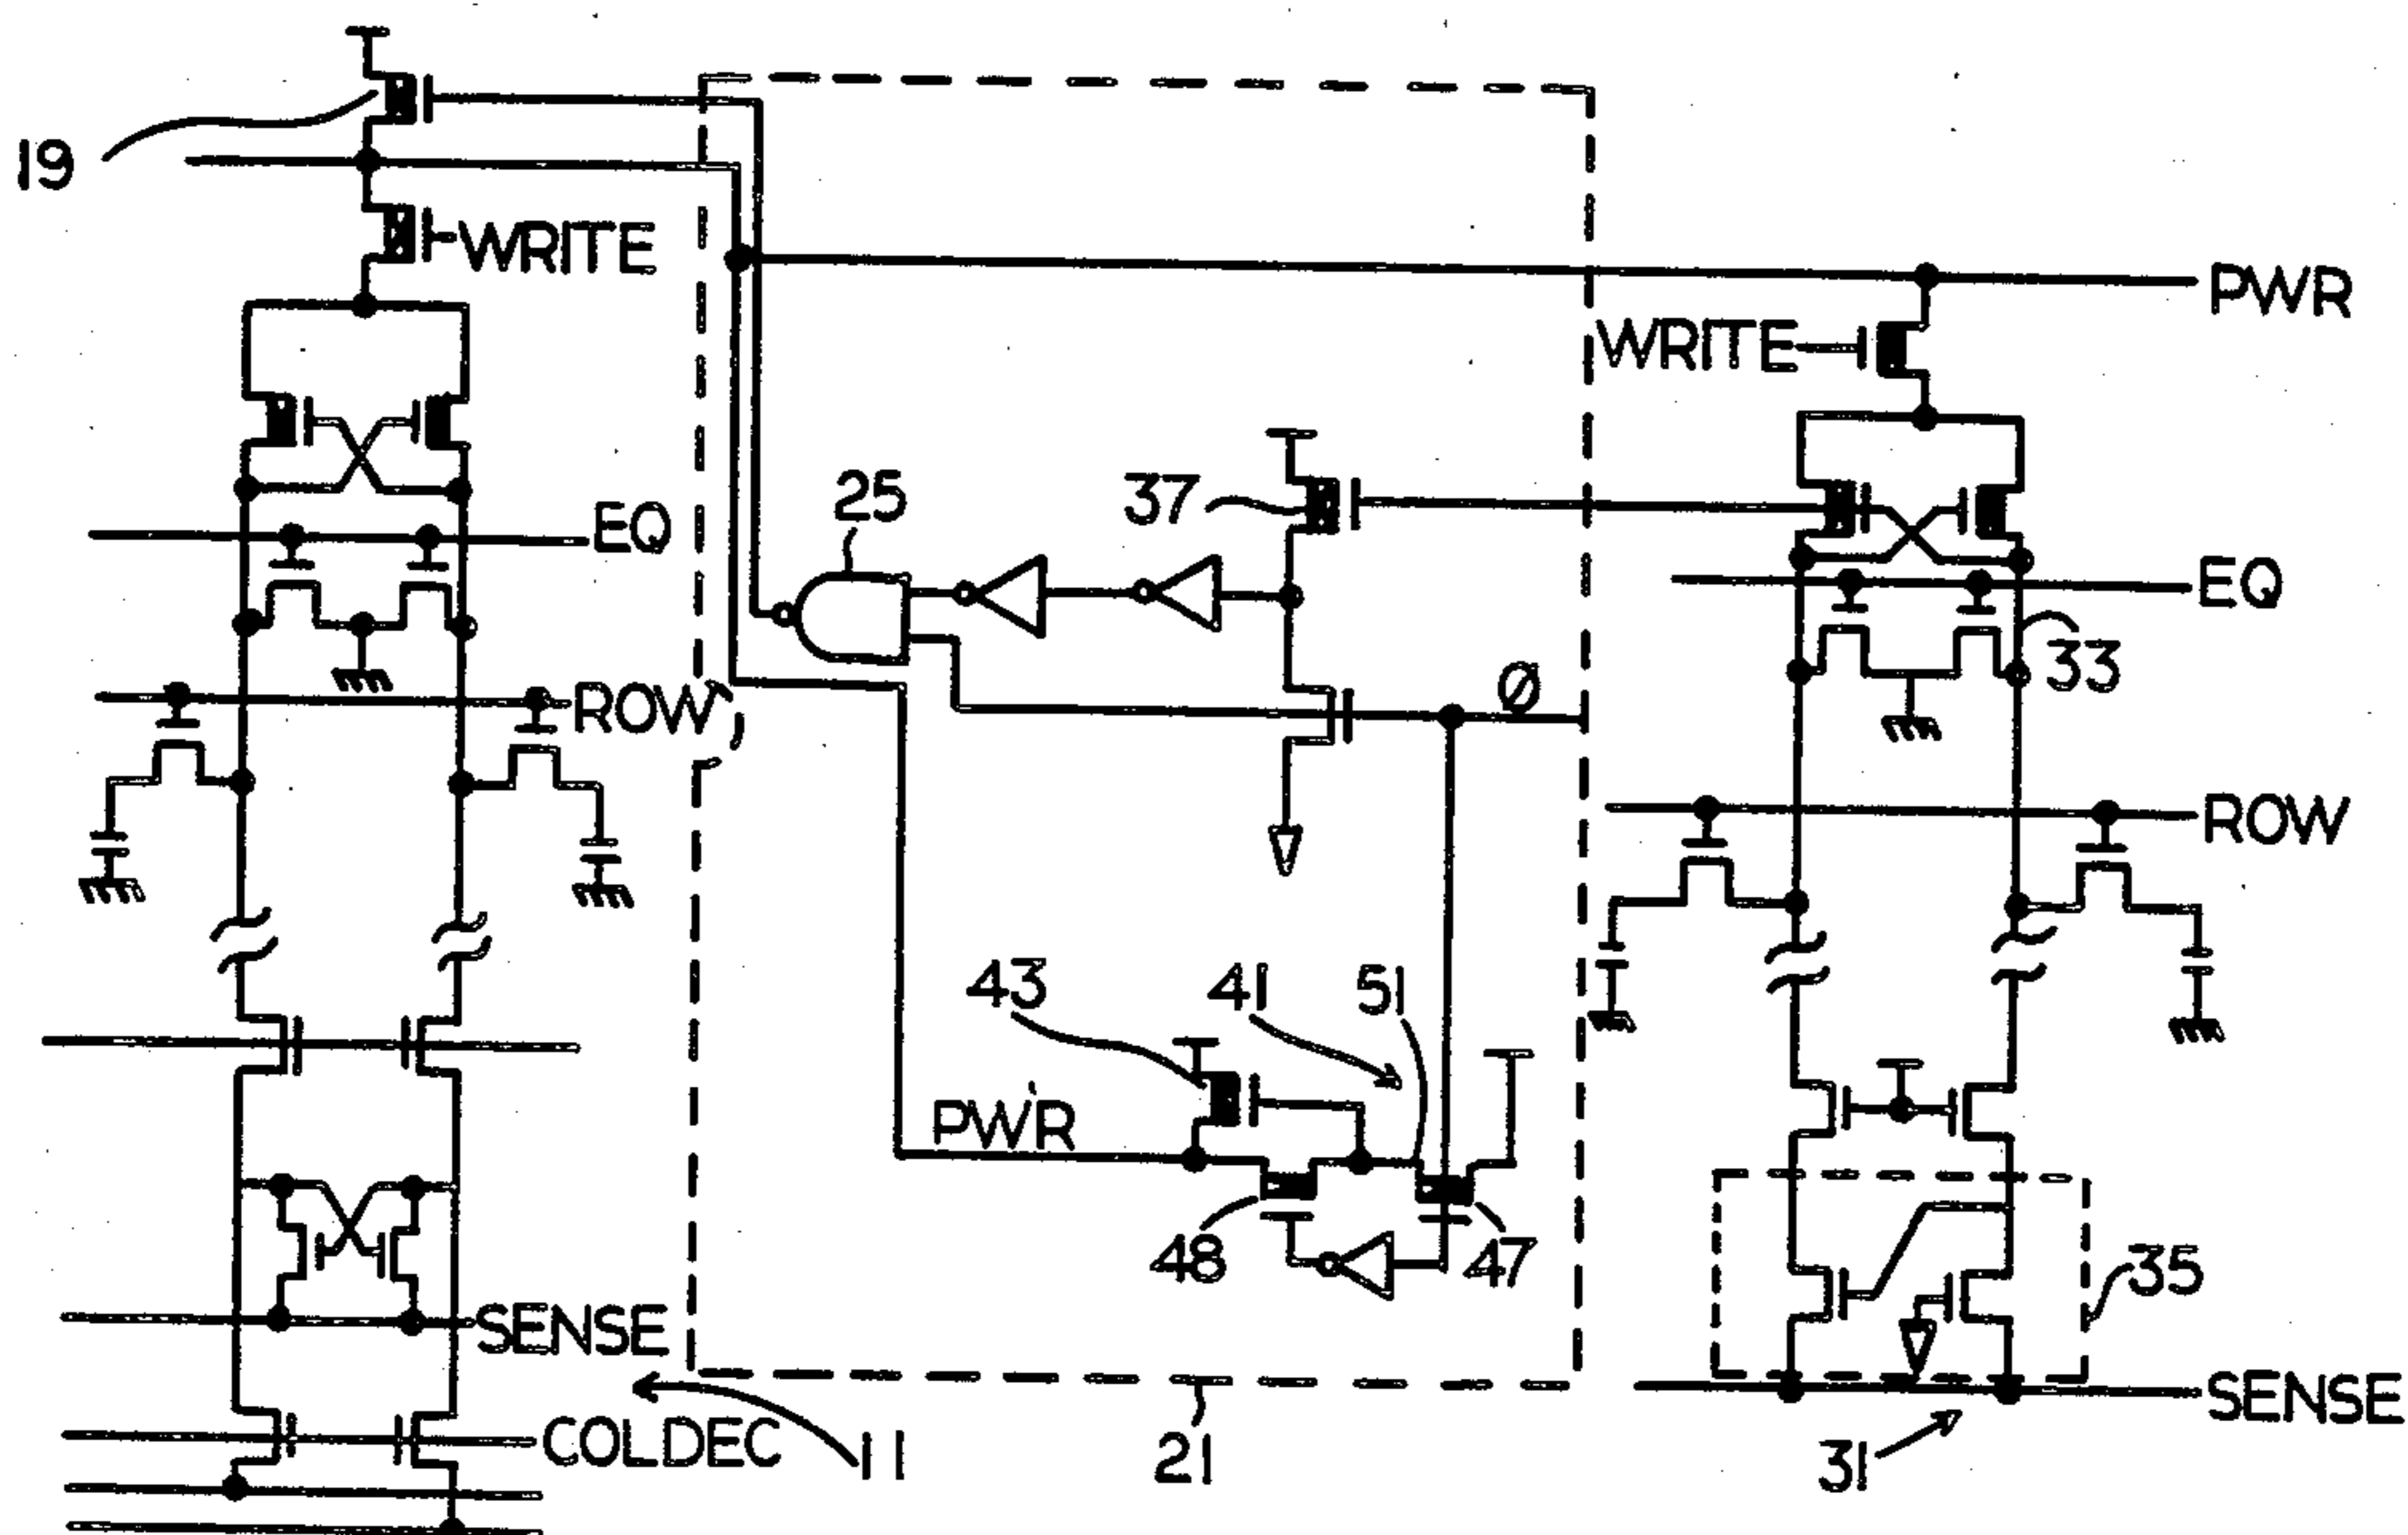 19
WRITE
PWR
WRITE
25
37
EQ
EQ
33
Ø
ROW
ROW
43
41
51
PWR
48
47
35
SENSE
SENSE
COLDEC
11
21
31